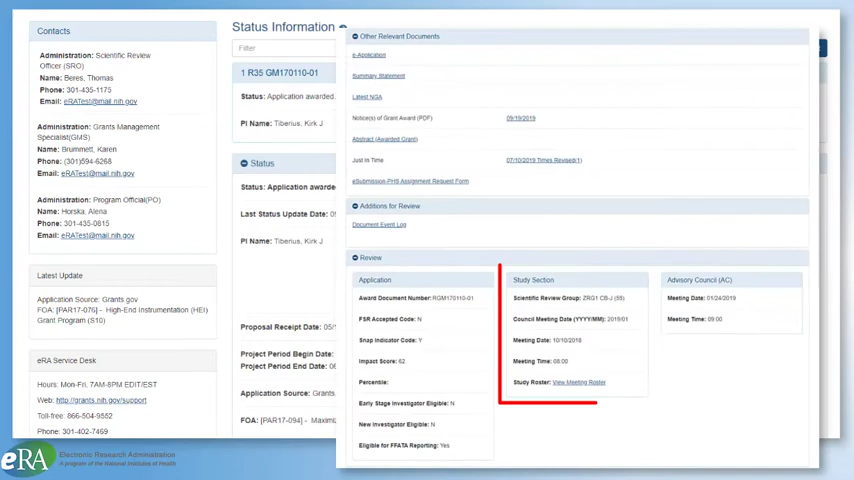 Contacts
Administration: Scientific Review
Officer (SRO)
Name: Beres, Thomas
Phone: 301-435-1175
Email: eRATest@mail.nih.gov
Administration: Grants Management
Specialist(GMS)
Name: Brummett, Karen
Phone: (301)594-6268
Email: eRATest@mail.nih.gov
Administration: Program Official(PO)
Name: Horska, Alena
Phone: 301-435-0815
Email: eRATest@mail.nih.gov
Latest Update
Application Source: Grants.gov
FOA: [PAR17-076] - High-End Instrumentation (HEI)
Grant Program (S10)
eRA Service Desk
Hours: Mon-Fri, 7AM-8PM EDT/EST
Web: http://grants.nih.gov/support
Toll-free: 866-504-9552
Phone: 301-402-7469
Status Information
Filter
1 R35 GM170110-01
Status: Application awarded.
PI Name: Tiberius, Kirk J
Status
Status: Application awarde
Last Status Update Date:
PI Name: Tiberius, Kirk J
Proposal Receipt Date: 05/
Project Period Begin Date:
Project Period End Date:
Application Source: Grants
FOA: [PAR17-094] - Maximiz
Other Relevant Documents
e-Application
Summary Statement
Latest NGA
Notice(s) of Grant Award (PDF) 09/19/2019
Abstract (Awarded Grant)
Just In Time 07/10/2019 Times Revised(1)
eSubmission-PHS Assignment Request Form
Additions for Review
Document Event Log
Review
Application
Award Document Number: RGM170110-01
FSR Accepted Code: N
Snap Indicator Code: Y
Impact Score: 62
Percentile:
Early Stage Investigator Eligible: N
New Investigator Eligible: N
Eligible for FFATA Reporting: Yes
Study Section
Scientific Review Group: ZRG1 CB-J (55)
Council Meeting Date (YYYY/MM): 2019/01
Meeting Date: 10/10/2018
Meeting Time: 08:00
Study Roster: View Meeting Roster
Advisory Council (AC)
Meeting Date: 01/24/2019
Meeting Time: 09:00
eRA
Electronic Research Administration
A program of the National Institutes of Health